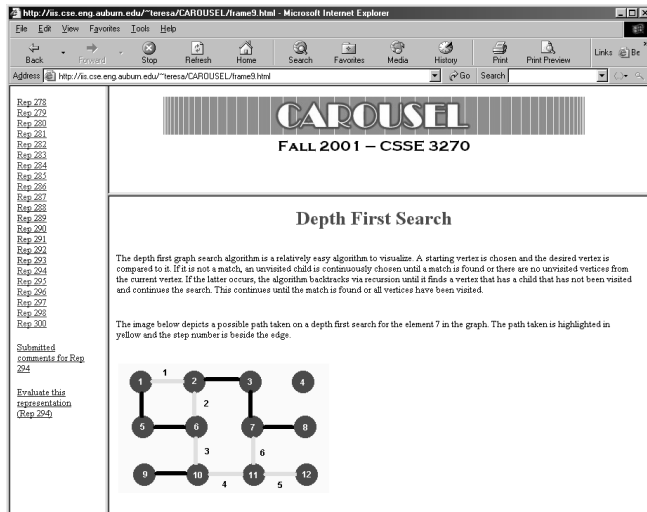 http://iis.cse.eng.auburn.edu/~teresa/CAROUSEL/frame9.html - Microsoft Internet Explorer
File Edit View Favorites Tools Help
Back Forward Stop Refresh Home Search Favorites Media History Print Print Preview Links Be
Address http://iis.cse.eng.auburn.edu/~teresa/CAROUSEL/frame9.html Go Search
Rep 278
Rep 279
Rep 280
Rep 281
Rep 282
Rep 283
Rep 284
Rep 285
Rep 286
Rep 287
Rep 288
Rep 289
Rep 290
Rep 291
Rep 292
Rep 293
Rep 294
Rep 295
Rep 296
Rep 297
Rep 298
Rep 299
Rep 300
Submitted
comments for Rep
294
Evaluate this
representation
(Rep 294)
CAROUSEL
FALL 2001 – CSSE 3270
Depth First Search
The depth first graph search algorithm is a relatively easy algorithm to visualize. A starting vertex is chosen and the desired vertex is
compared to it. If it is not a match, an unvisited child is continuously chosen until a match is found or there are no unvisited vertices from
the current vertex. If the latter occurs, the algorithm backtracks via recursion until it finds a vertex that has a child that has not been visited
and continues the search. This continues until the match is found or all vertices have been visited.
The image below depicts a possible path taken on a depth first search for the element 7 in the graph. The path taken is highlighted in
yellow and the step number is beside the edge.
1
1 2 3 4
2
5 6 7 8
3 6
9 10 11 12
4 5